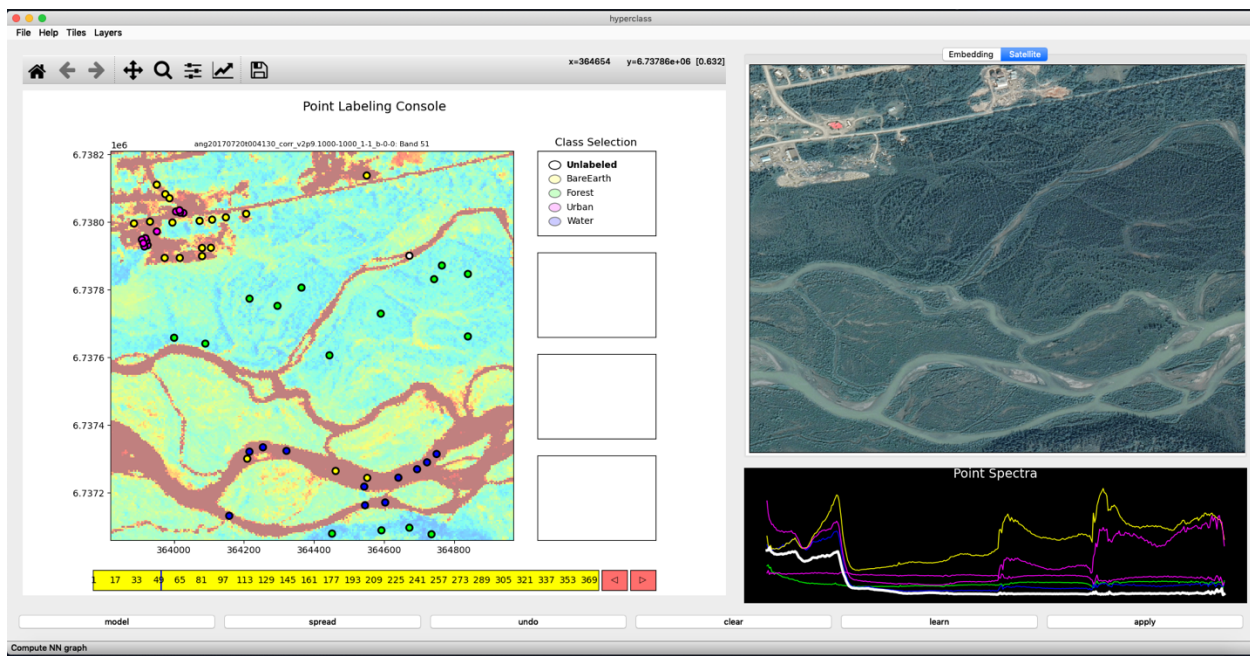 hyperclass
File Help Tiles Layers
x=364654 y=6.73786e+06 [0.632]
Embedding Satellite
Point Labeling Console
1e6
ang20170720t004130_corr_v2p9.1000-1000_1-1_b-0-0: Band 51
Class Selection
Unlabeled
BareEarth
Forest
Urban
Water
6.7382
6.7380
6.7378
6.7376
6.7374
6.7372
364000 364200 364400 364600 364800
Point Spectra
1 17 33 49 65 81 97 113 129 145 161 177 193 209 225 241 257 273 289 305 321 337 353 369
model spread undo clear learn apply
Compute NN graph